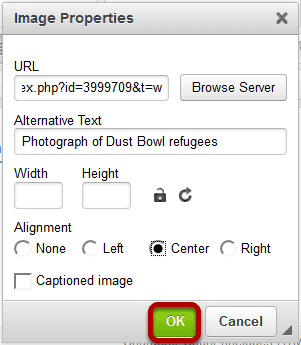 Image Properties
URL
ex.php?id=3999709&t=w
Browse Server
Alternative Text
Photograph of Dust Bowl refugees
Width Height
Alignment
None Left Center Right
Captioned image
OK Cancel